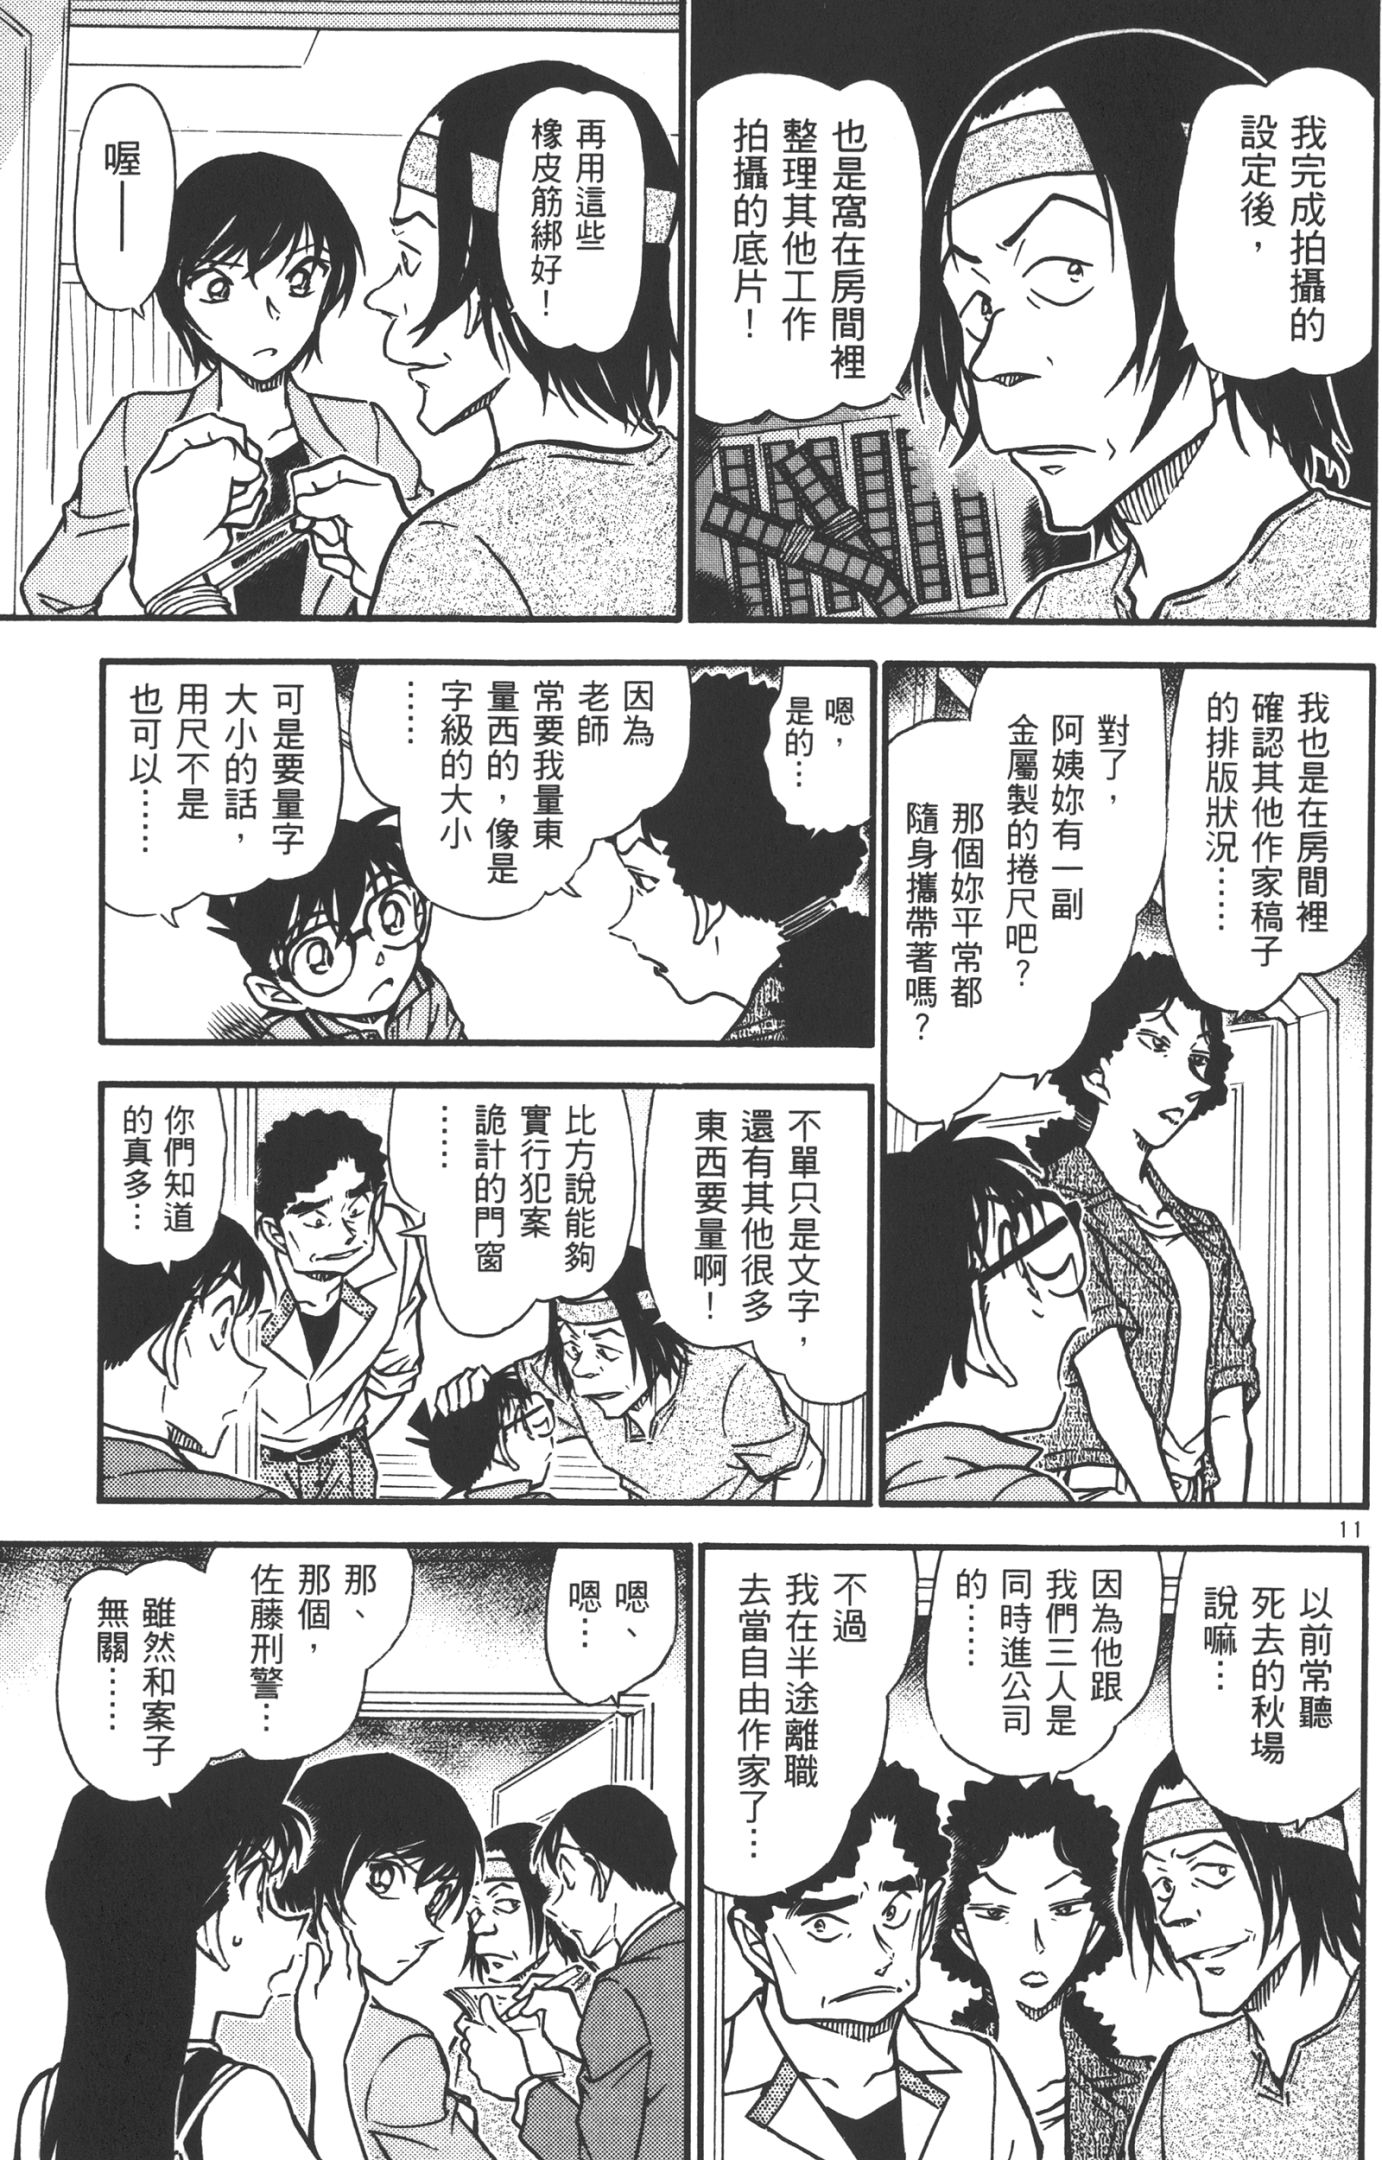 我完成拍攝的
設定後，
也是窩在房間裡
整理其他工作
拍攝的底片！
再用這些
橡皮筋綁好！
喔——
我也是在房間裡
確認其他作家稿子
的排版狀況……
對了，
阿姨妳有一副
金屬製的捲尺吧？
那個妳平常都
隨身攜帶著嗎？
嗯，
是的…
因為
老師
常要我量東
量西的，像是
字級的大小
……
可是要量字
大小的話，
用尺不是
也可以……
不單只是文字，
還有其他很多
東西要量啊！
比方說能夠
實行犯案
詭計的門窗
……
你們知道
的真多…
11
以前常聽
死去的秋場
說嘛…
因為他跟
我們三人是
同時進公司
的……
不過
我在半途離職
去當自由作家了…
嗯、
嗯…
那、
那個，
佐藤刑警…
雖然和案子
無關……